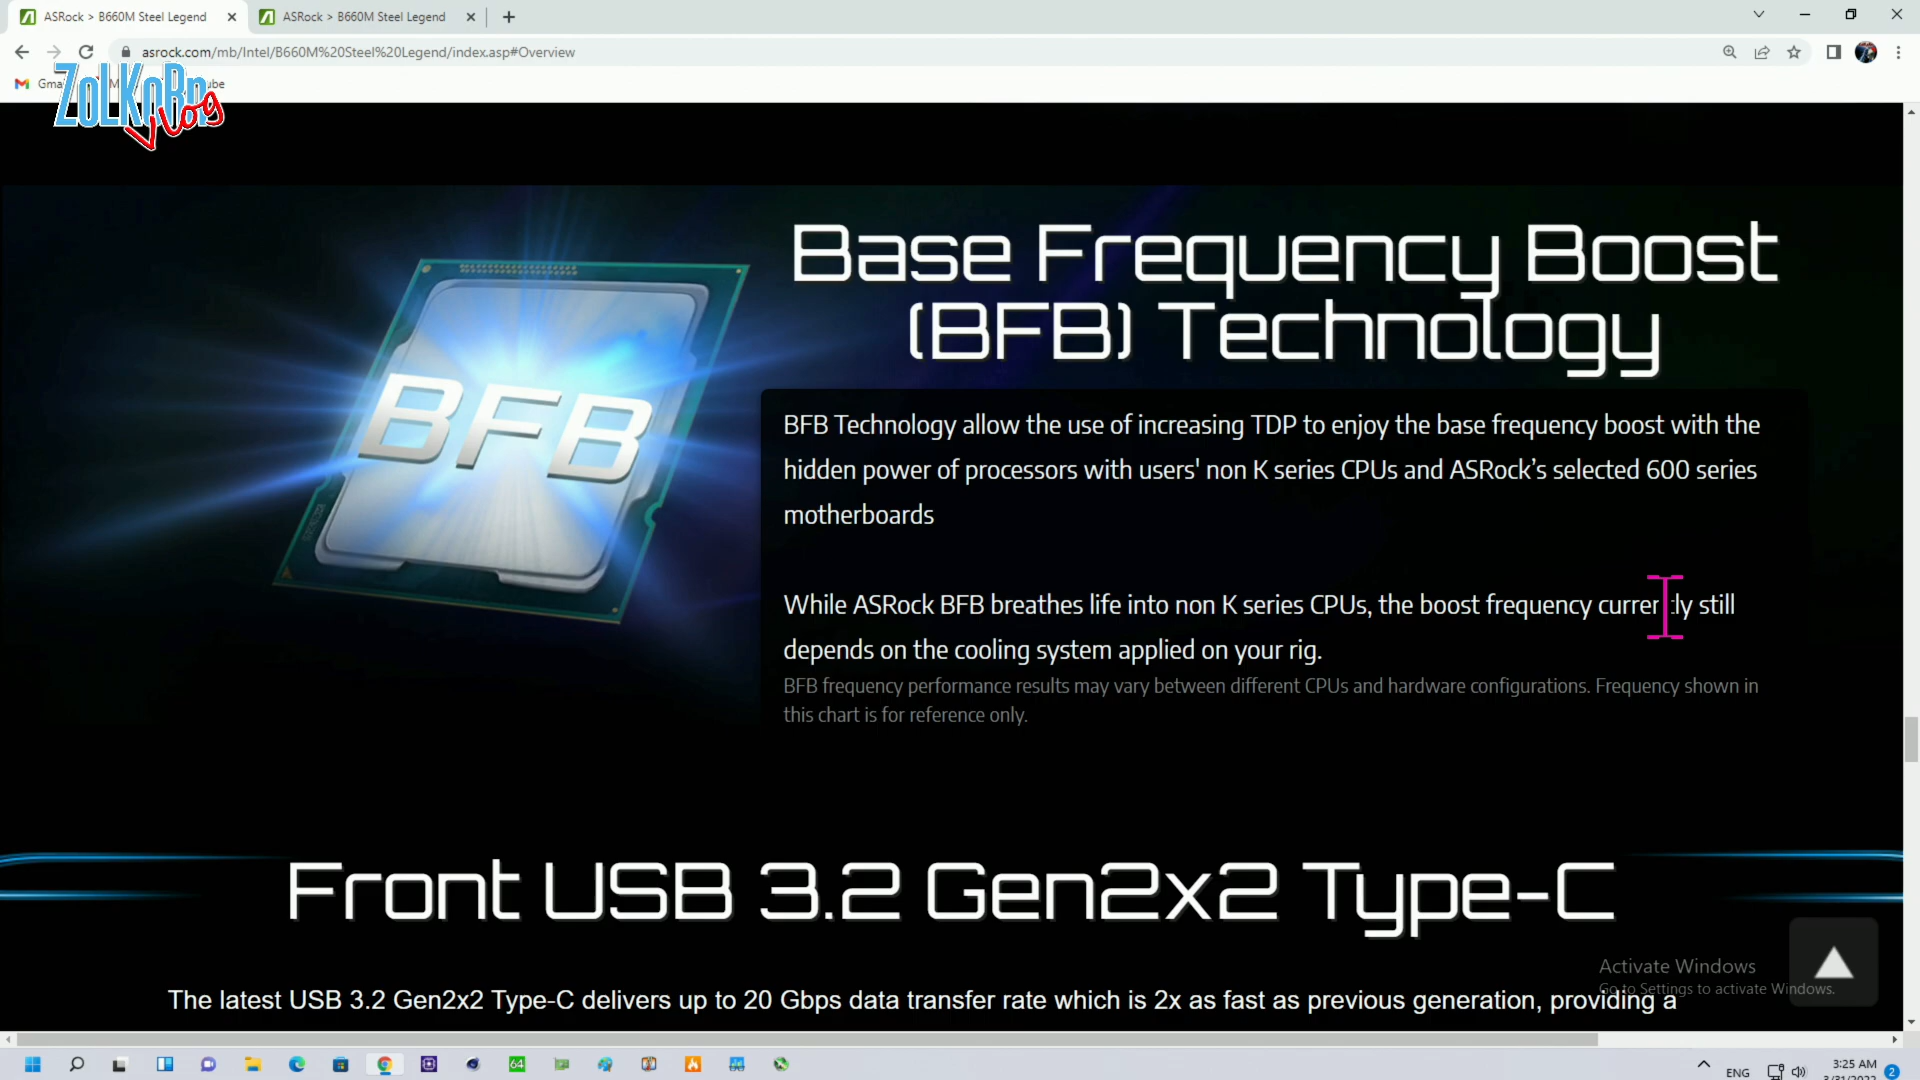 ASRock > B660M Steel Legend
ASRock > B660M Steel Legend
asrock.com/mb/Intel/B660M%20Steel%20Legend/index.asp#Overview
ZoLKoRn
Vlog
Base Frequency Boost
(BFB) Technology
BFB
BFB Technology allow the use of increasing TDP to enjoy the base frequency boost with the
hidden power of processors with users' non K series CPUs and ASRock’s selected 600 series
motherboards
While ASRock BFB breathes life into non K series CPUs, the boost frequency currently still
depends on the cooling system applied on your rig.
BFB frequency performance results may vary between different CPUs and hardware configurations. Frequency shown in
this chart is for reference only.
Front USB 3.2 Gen2x2 Type-C
Activate Windows
Go to Settings to activate Windows.
The latest USB 3.2 Gen2x2 Type-C delivers up to 20 Gbps data transfer rate which is 2x as fast as previous generation, providing a
64
ENG
3:25 AM
3/31/2022
2